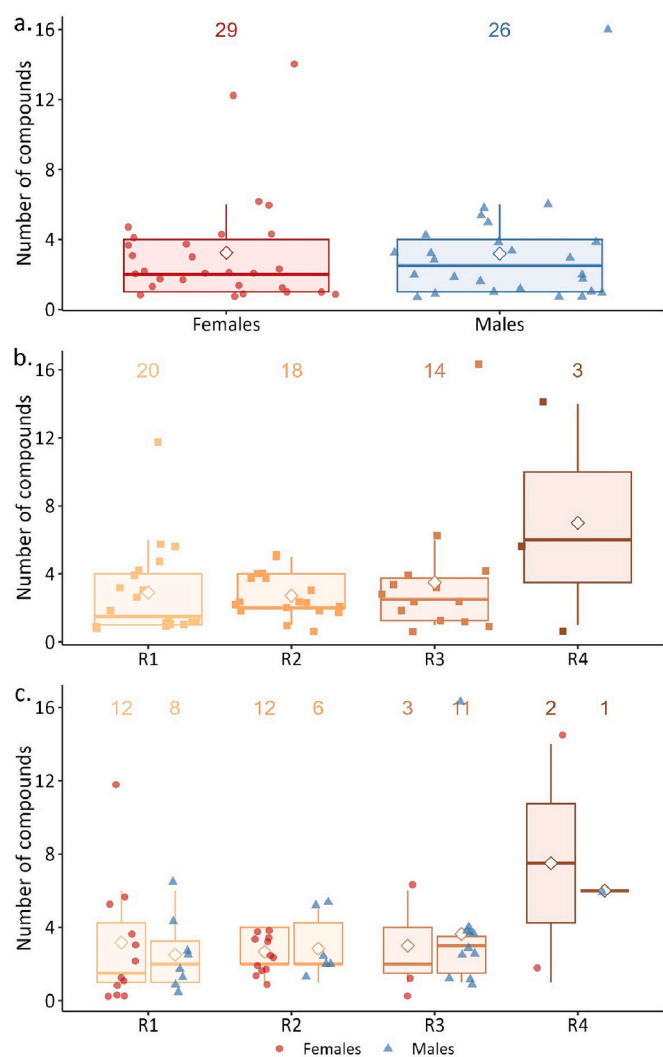 a.
29 26
Number of compounds
16
12
8
4
0
Females Males
b.
20 18 14 3
Number of compounds
16
12
8
4
0
R1 R2 R3 R4
c.
12 8 12 6 3 11 2 1
Number of compounds
16
12
8
4
0
R1 R2 R3 R4
Females Males